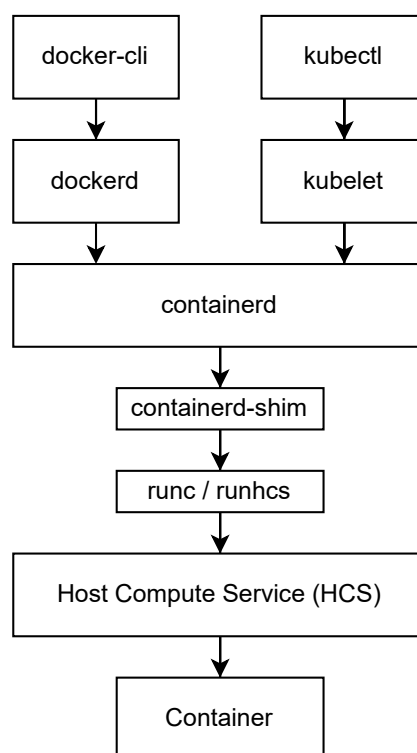 docker-cli
kubectl
dockerd
kubelet
containerd
containerd-shim
runc / runhcs
Host Compute Service (HCS)
Container